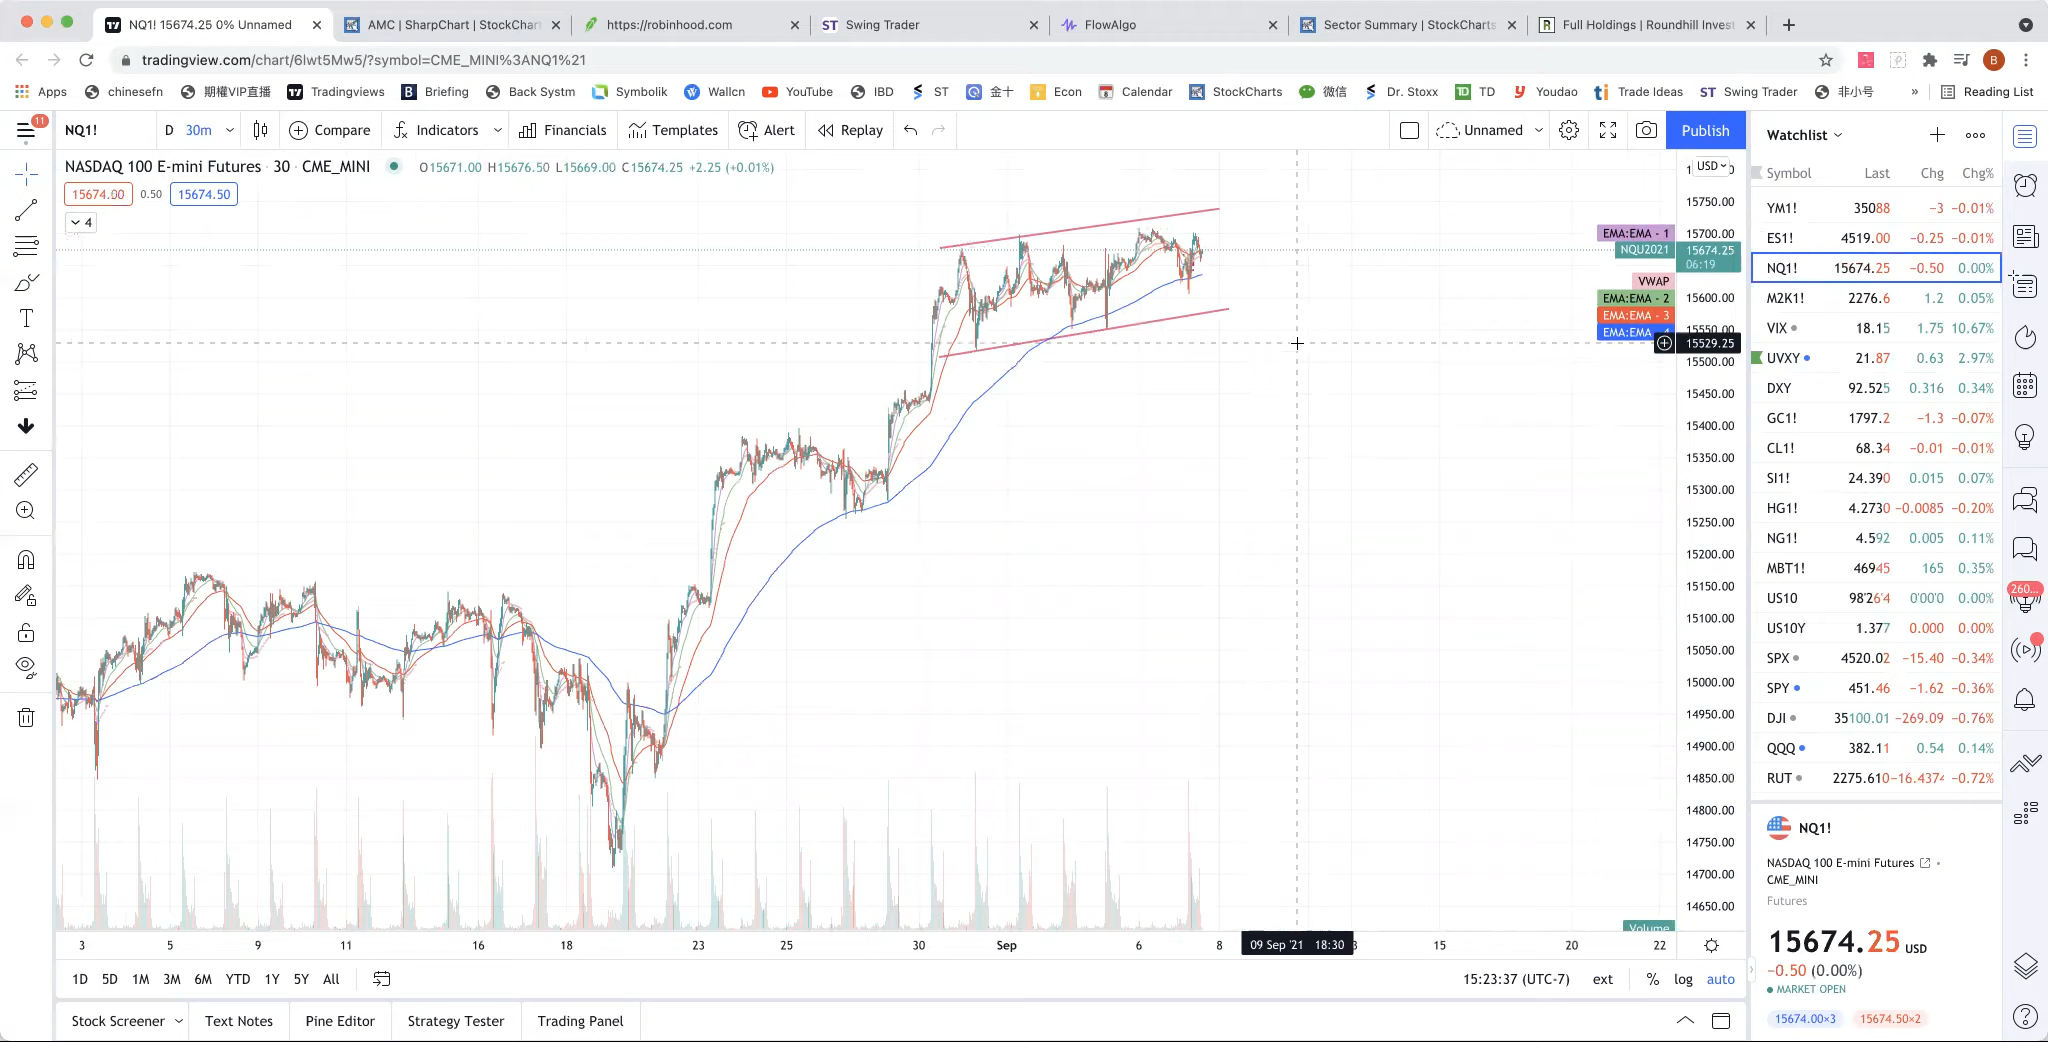 NQ1! 15674.25 0% Unnamed
AMC | SharpChart | StockChart
https://robinhood.com
ST Swing Trader
FlowAlgo
Sector Summary | StockCharts
Full Holdings | Roundhill Invest
tradingview.com/chart/6lwt5Mw5/?symbol=CME_MINI%3ANQ1%21
B
Apps chinesefn 期權VIP直播 Tradingviews Briefing Back Systm Symbolik Wallcn YouTube IBD ST 金十 Econ Calendar StockCharts 微信 Dr. Stoxx TD TD Youdao Trade Ideas ST Swing Trader 非小号 » Reading List
11
NQ1! D 30m Compare Indicators Financials Templates Alert Replay Unnamed Publish
NASDAQ 100 E-mini Futures · 30 · CME_MINI O15671.00 H15676.50 L15669.00 C15674.25 +2.25 (+0.01%)
15674.00 0.50 15674.50
4
USD
15750.00
15700.00
15600.00
15550.00
15500.00
15450.00
15400.00
15350.00
15300.00
15250.00
15200.00
15150.00
15100.00
15050.00
15000.00
14950.00
14900.00
14850.00
14800.00
14750.00
14700.00
14650.00
EMA:EMA - 1
NQU2021 15674.25
06:19
VWAP
EMA:EMA - 2
EMA:EMA - 3
EMA:EMA
15529.25
Volume
3 5 9 11 16 18 23 25 30 Sep 6 8 09 Sep '21 18:30 15 20 22
1D 5D 1M 3M 6M YTD 1Y 5Y All
15:23:37 (UTC-7) ext % log auto
Stock Screener Text Notes Pine Editor Strategy Tester Trading Panel
Watchlist
Symbol Last Chg Chg%
YM1! 35088 −3 −0.01%
ES1! 4519.00 −0.25 −0.01%
NQ1! 15674.25 −0.50 0.00%
M2K1! 2276.6 1.2 0.05%
VIX 18.15 1.75 10.67%
UVXY 21.87 0.63 2.97%
DXY 92.525 0.316 0.34%
GC1! 1797.2 −1.3 −0.07%
CL1! 68.34 −0.01 −0.01%
SI1! 24.390 0.015 0.07%
HG1! 4.2730 −0.0085 −0.20%
NG1! 4.592 0.005 0.11%
MBT1! 46945 165 0.35%
US10 98'26'4 0'00'0 0.00%
US10Y 1.377 0.000 0.00%
SPX 4520.02 −15.40 −0.34%
SPY 451.46 −1.62 −0.36%
DJI 35100.01 −269.09 −0.76%
QQQ 382.11 0.54 0.14%
RUT 2275.610 −16.4374 −0.72%
260...
NQ1!
NASDAQ 100 E-mini Futures
CME_MINI
Futures
15674.25 USD
−0.50 (0.00%)
MARKET OPEN
15674.00×3 15674.50×2